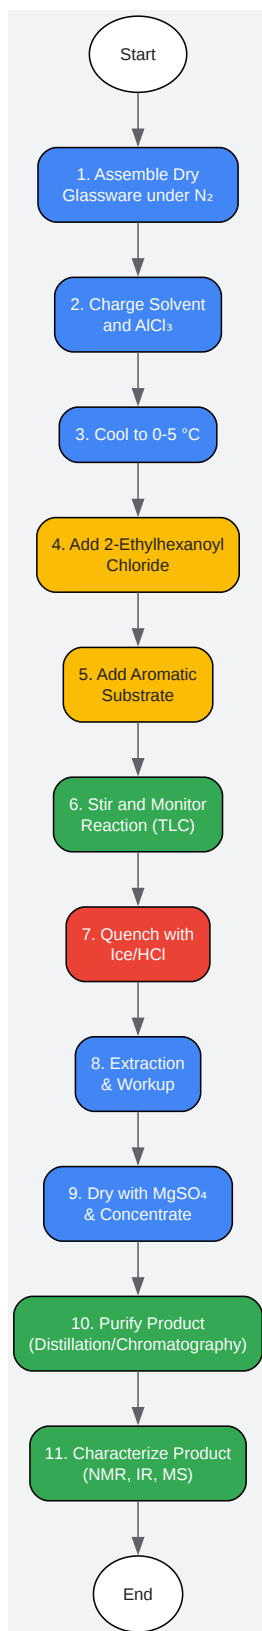 Start
1. Assemble Dry
Glassware under N₂
2. Charge Solvent
and AlCl₃
3. Cool to 0-5 °C
4. Add 2-Ethylhexanoyl
Chloride
5. Add Aromatic
Substrate
6. Stir and Monitor
Reaction (TLC)
7. Quench with
Ice/HCl
8. Extraction
& Workup
9. Dry with MgSO₄
& Concentrate
10. Purify Product
(Distillation/Chromatography)
11. Characterize Product
(NMR, IR, MS)
End